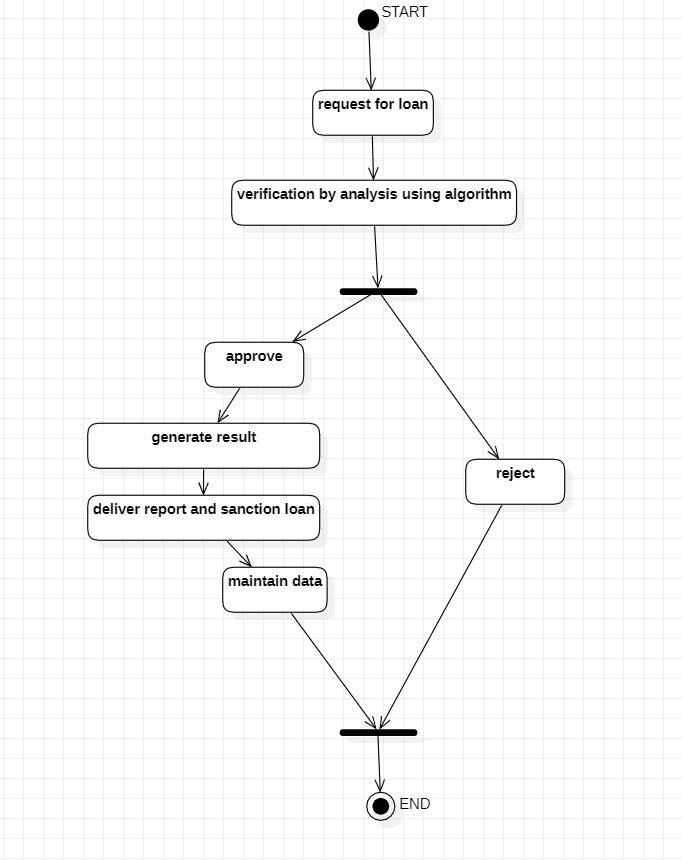 START
request for loan
verification by analysis using algorithm
approve
generate result
reject
deliver report and sanction loan
maintain data
END